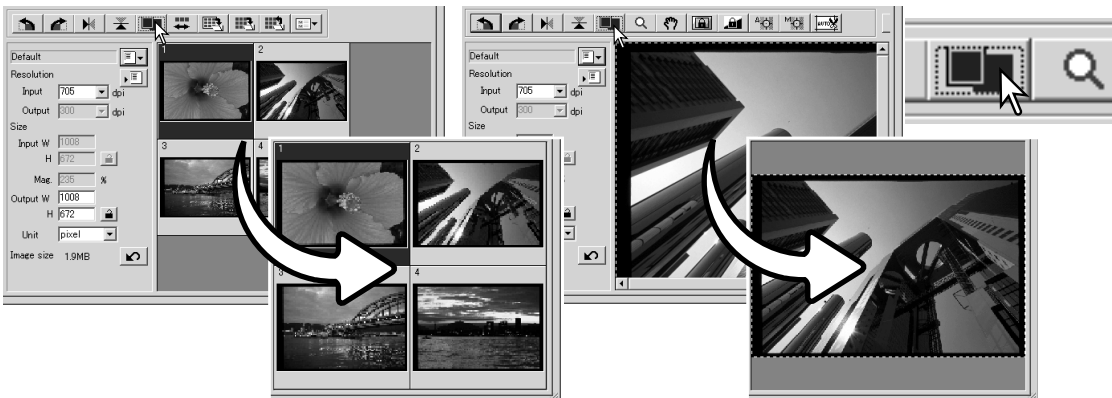 Default
Resolution
Input 705 dpi
Output 300 dpi
Size
Input W 1008
H 672
Mag. 235 %
Output W 1008
H 672
Unit pixel
Image size 1.9MB
1 2
3 4
Default
Resolution
Input 705 dpi
Output 300 dpi
Size
AUTO
1 2
3 4